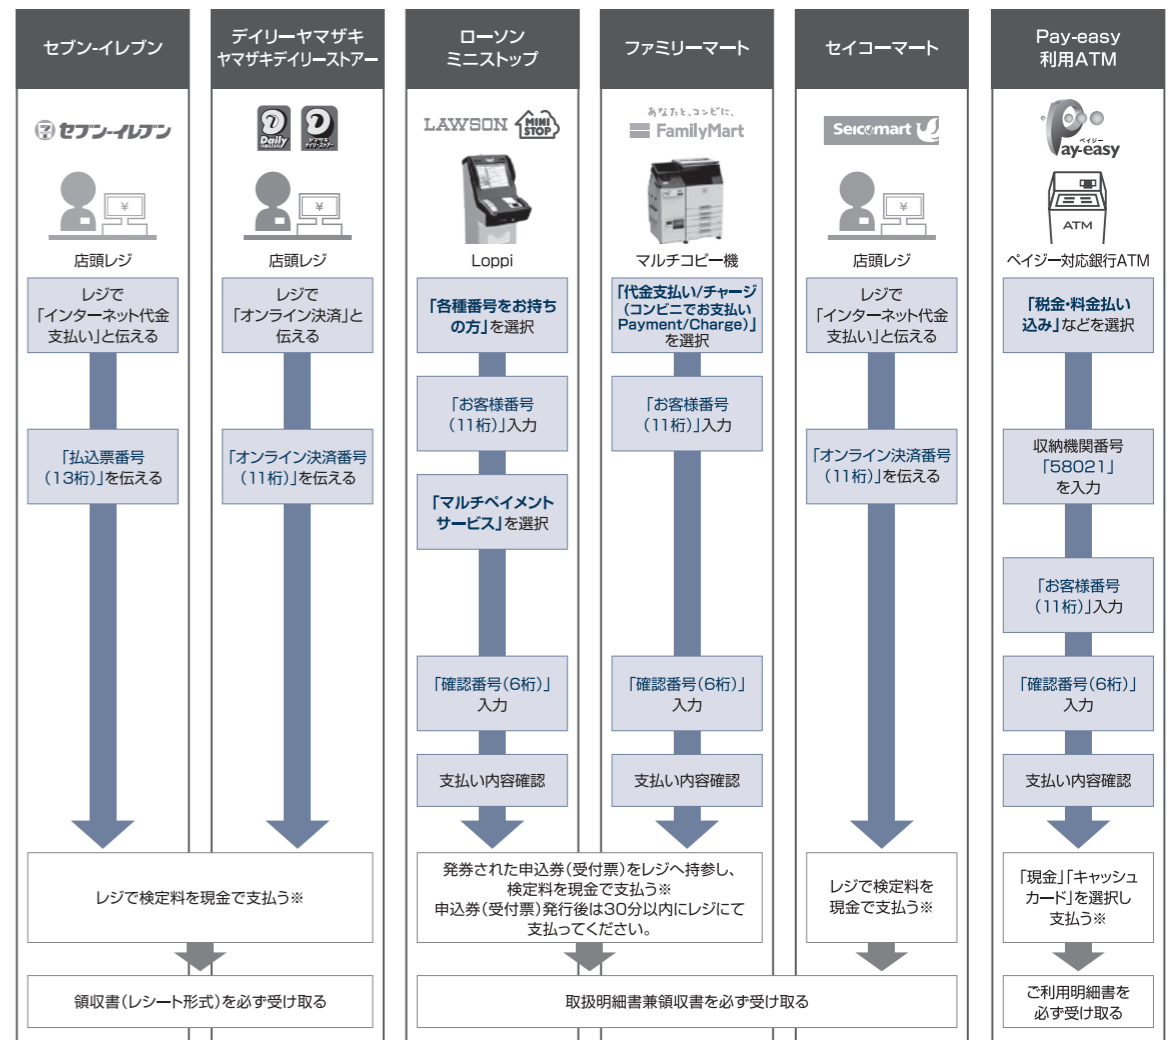 セブン-イレブン
デイリーヤマザキ
ヤマザキデイリーストアー
ローソン
ミニストップ
ファミリーマート
セイコーマート
Pay-easy
利用ATM
セブン-イレブン
Daily
ヤマザキ
デイリーストアー
LAWSON
MINI
STOP
あなたと、コンビに、
FamilyMart
Seicomart
ペイジー
Pay-easy
¥
¥
¥
ATM
店頭レジ
店頭レジ
Loppi
マルチコピー機
店頭レジ
ペイジー対応銀行ATM
レジで
「インターネット代金
支払い」と伝える
「払込票番号
(13桁)」を伝える
レジで
「オンライン決済」と
伝える
「オンライン決済番号
(11桁)」を伝える
「各種番号をお持ち
の方」を選択
「お客様番号
(11桁)」入力
「マルチペイメント
サービス」を選択
「確認番号(6桁)」
入力
支払い内容確認
「代金支払い/チャージ
(コンビニでお支払い
Payment/Charge)」
を選択
「お客様番号
(11桁)」入力
「確認番号(6桁)」
入力
支払い内容確認
レジで
「インターネット代金
支払い」と伝える
「オンライン決済番号
(11桁)」を伝える
「税金・料金払い
込み」などを選択
収納機関番号
「58021」
を入力
「お客様番号
(11桁)」入力
「確認番号(6桁)」
入力
支払い内容確認
レジで検定料を現金で支払う※
発券された申込券(受付票)をレジへ持参し、
検定料を現金で支払う※
申込券(受付票)発行後は30分以内にレジにて
支払ってください。
レジで検定料を
現金で支払う※
「現金」「キャッシュ
カード」を選択し
支払う※
領収書(レシート形式)を必ず受け取る
取扱明細書兼領収書を必ず受け取る
ご利用明細書を
必ず受け取る